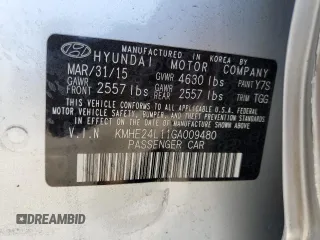 MANUFACTURED IN KOREA BY
HYUNDAI MOTOR COMPANY
MAR/31/15 GVWR 4630 lbs PAINT Y7S
GAWR FRONT 2557 lbs GAWR REAR 2557 lbs TRIM TGG
THIS VEHICLE CONFORMS TO ALL APPLICABLE
FEDERAL MOTOR VEHICLE SAFETY, BUMPER,
AND THEFT PREVENTION STANDARDS IN EFFECT
ON THE DATE OF MANUFACTURE SHOWN ABOVE.
V.I.N KMHE24L11GA009480
PASSENGER CAR
DREAMBID